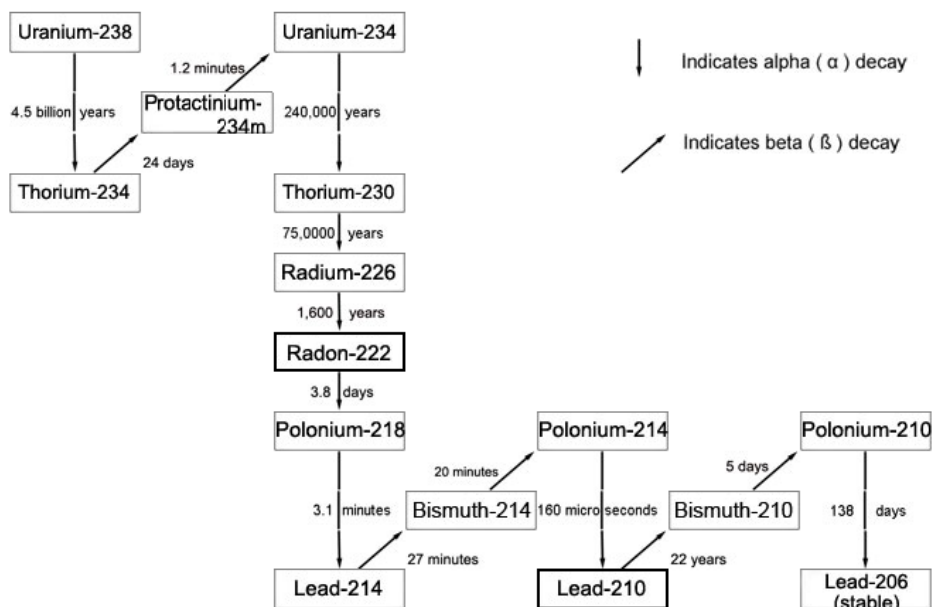 Uranium-238
Uranium-234
1.2 minutes
Indicates alpha ( α ) decay
4.5 billion years
Protactinium-
234m
240,000 years
Indicates beta ( ß ) decay
24 days
Thorium-234
Thorium-230
75,0000 years
Radium-226
1,600 years
Radon-222
3.8 days
Polonium-218
Polonium-214
Polonium-210
20 minutes
5 days
3.1 minutes
Bismuth-214
160 micro seconds
Bismuth-210
138 days
27 minutes
22 years
Lead-214
Lead-210
Lead-206
(stable)